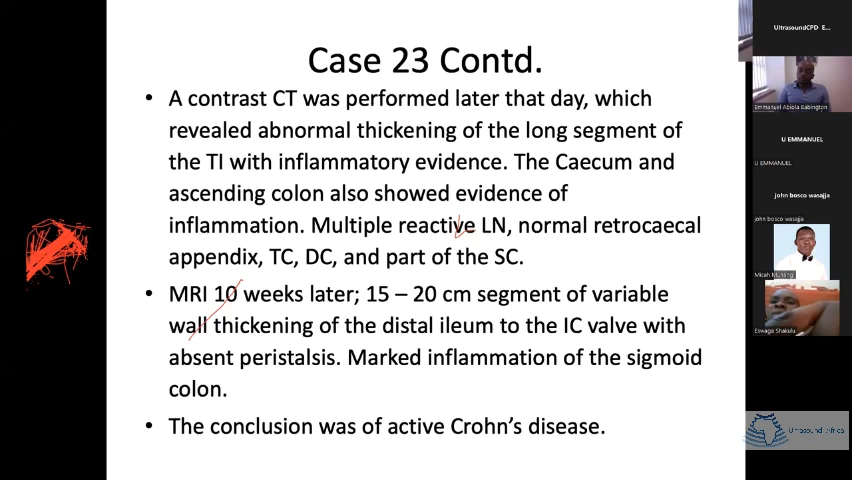 Case 23 Contd.
• A contrast CT was performed later that day, which
revealed abnormal thickening of the long segment of
the TI with inflammatory evidence. The Caecum and
ascending colon also showed evidence of
inflammation. Multiple reactive LN, normal retrocaecal
appendix, TC, DC, and part of the SC.
• MRI 10 weeks later; 15 – 20 cm segment of variable
wall thickening of the distal ileum to the IC valve with
absent peristalsis. Marked inflammation of the sigmoid
colon.
• The conclusion was of active Crohn’s disease.
UltrasoundCPD E...
Emmanuel Abiola Babington
U EMMANUEL
U EMMANUEL
john bosco wasajja
john bosco wasajja
Micah Muhangi
Eswaga Shakulu
Ultrasound Africa